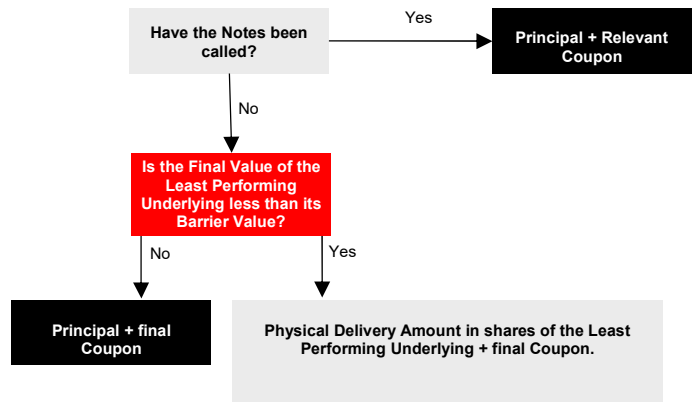 Have the Notes been
called?
Yes
Principal + Relevant
Coupon
No
Is the Final Value of the
Least Performing
Underlying less than its
Barrier Value?
No
Yes
Principal + final
Coupon
Physical Delivery Amount in shares of the Least
Performing Underlying + final Coupon.